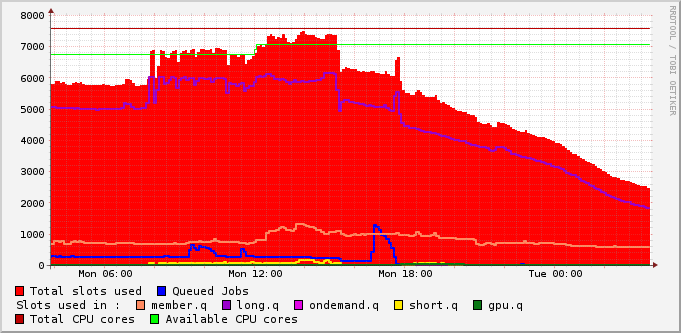 RRDTOOL / TOBI OETIKER
8000
7000
6000
5000
4000
3000
2000
1000
0
Mon 06:00 Mon 12:00 Mon 18:00 Tue 00:00
Total slots used Queued Jobs
Slots used in : member.q long.q ondemand.q short.q gpu.q
Total CPU cores Available CPU cores